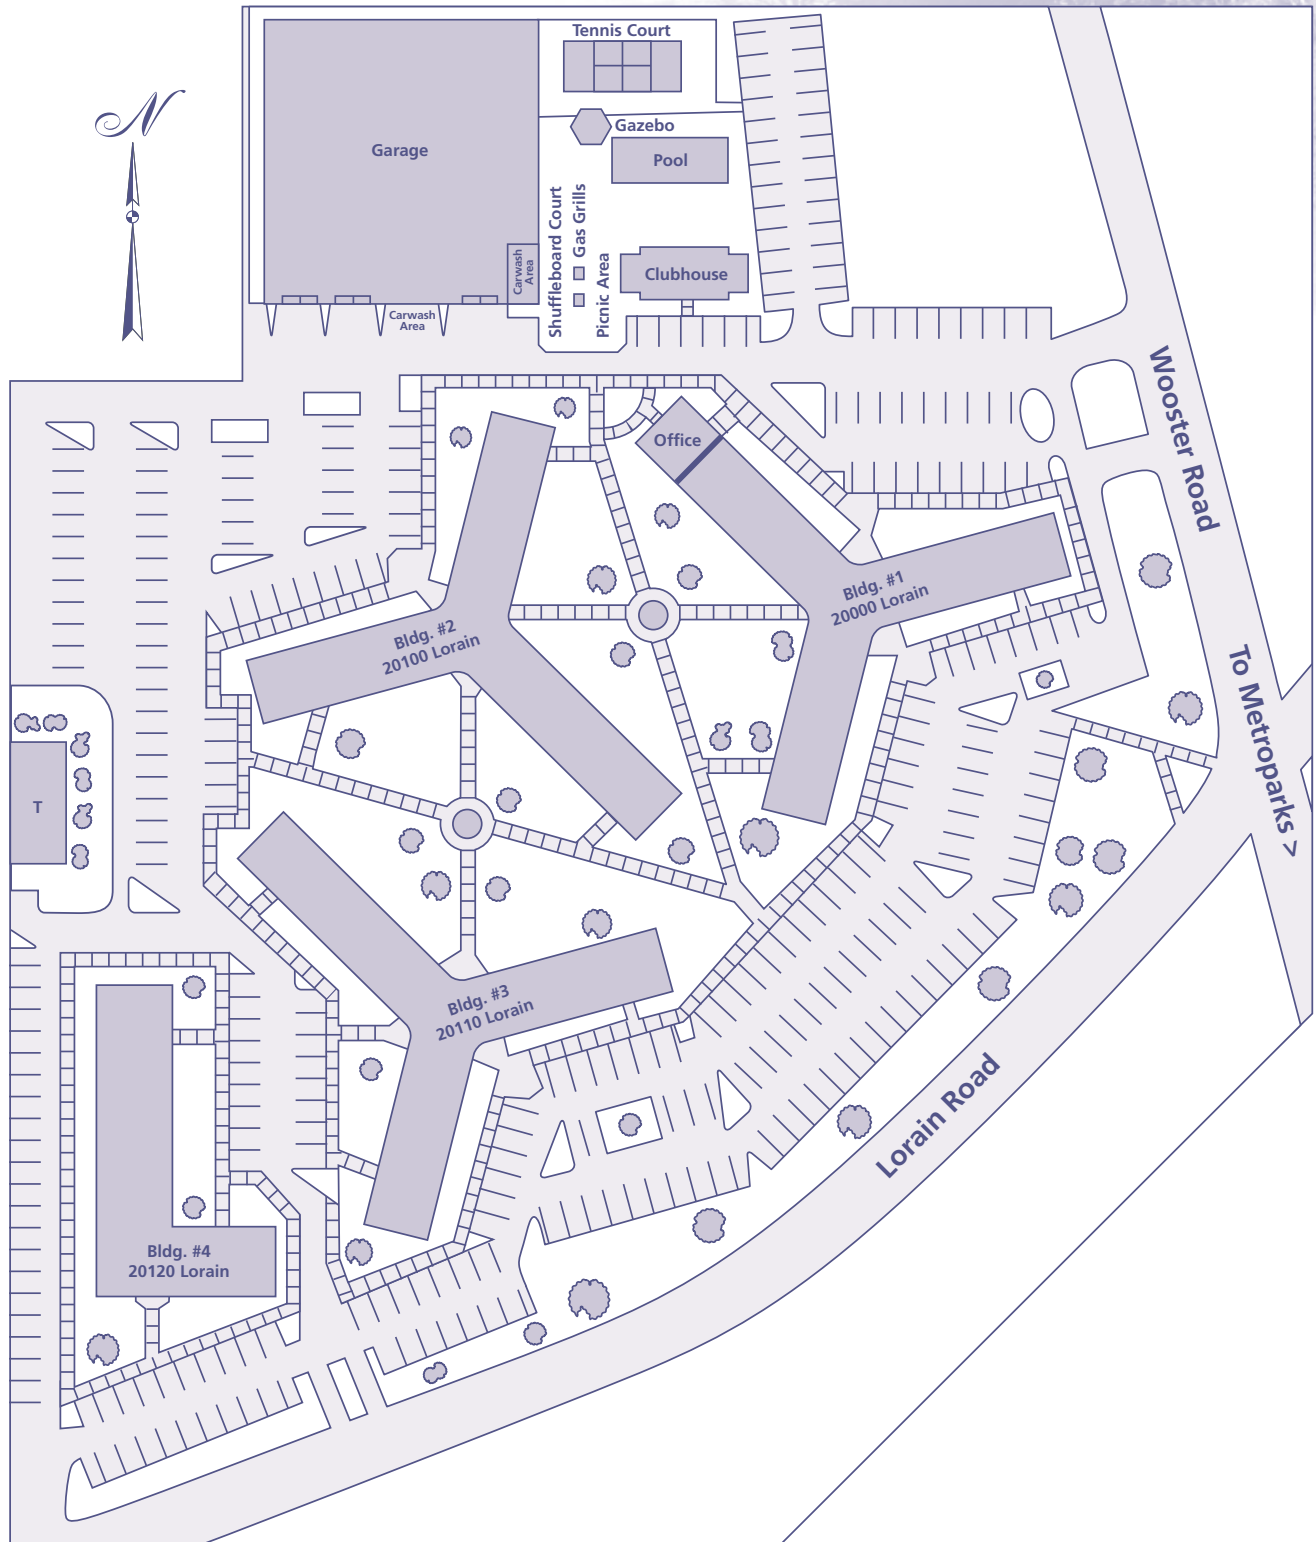 Tennis Court
N
Gazebo
Garage
Pool
Shuffleboard Court
Gas Grills
Picnic Area
Carwash
Area
Clubhouse
Carwash
Area
Wooster Road
Office
Bldg. #1
20000 Lorain
Bldg. #2
20100 Lorain
To Metroparks >
T
Bldg. #3
20110 Lorain
Lorain Road
Bldg. #4
20120 Lorain